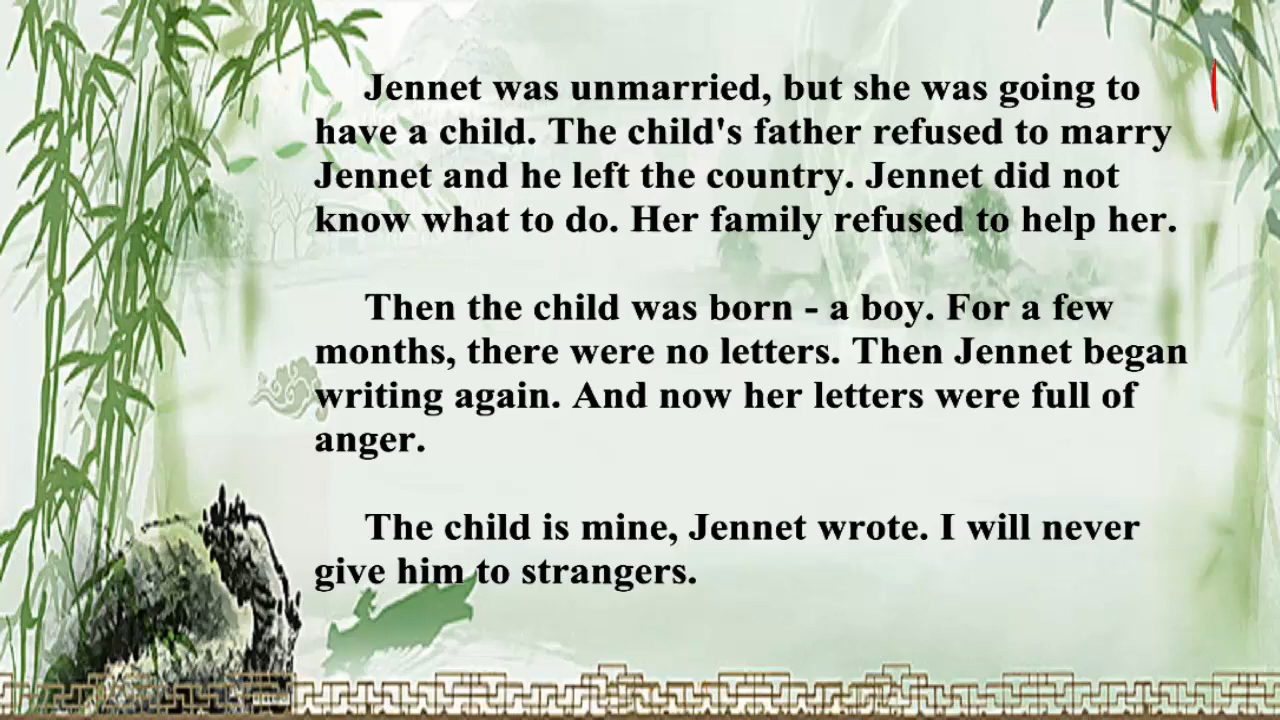 Jennet was unmarried, but she was going to
have a child. The child's father refused to marry
Jennet and he left the country. Jennet did not
know what to do. Her family refused to help her.
Then the child was born - a boy. For a few
months, there were no letters. Then Jennet began
writing again. And now her letters were full of
anger.
The child is mine, Jennet wrote. I will never
give him to strangers.